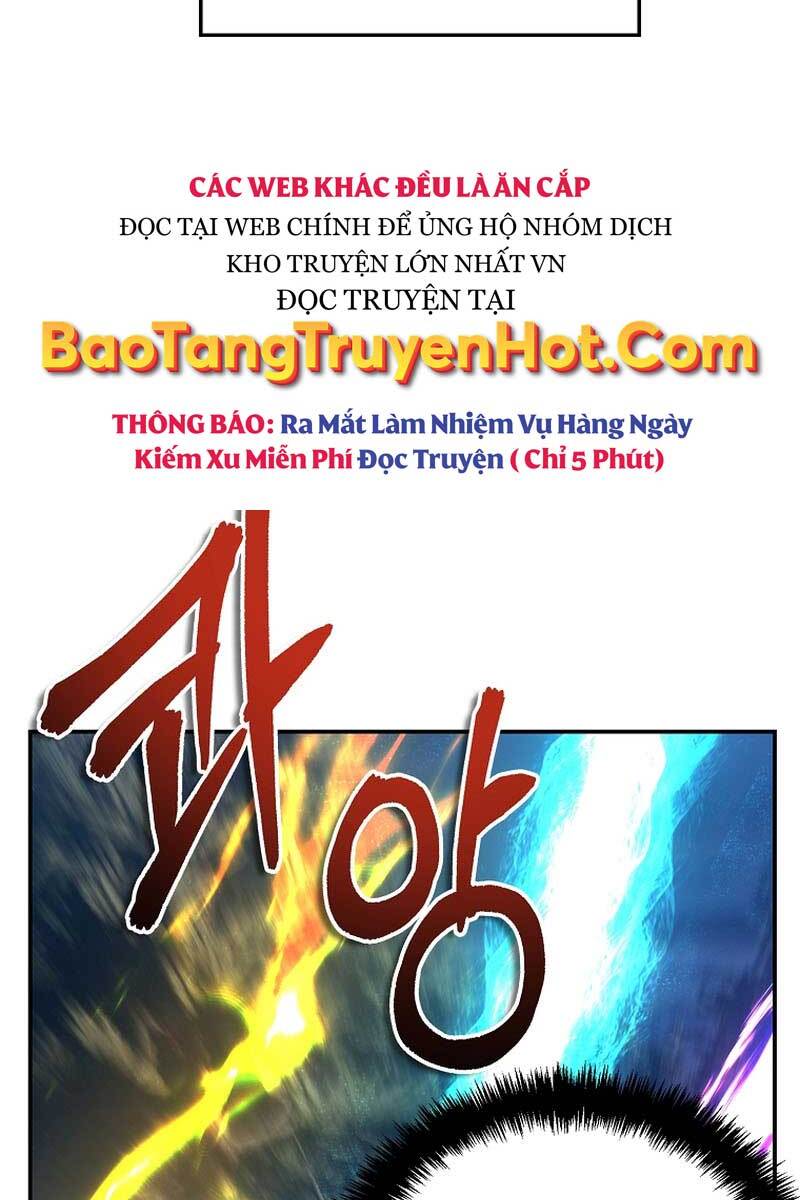 CÁC WEB KHÁC ĐỀU LÀ ĂN CẮP
ĐỌC TẠI WEB CHÍNH ĐỂ ỦNG HỘ NHÓM DỊCH
KHO TRUYỆN LỚN NHẤT VN
ĐỌC TRUYỆN TẠI
BaoTangTruyenHot.Com
THÔNG BÁO: Ra Mắt Làm Nhiệm Vụ Hàng Ngày
Kiếm Xu Miễn Phí Đọc Truyện ( Chỉ 5 Phút)
콰양